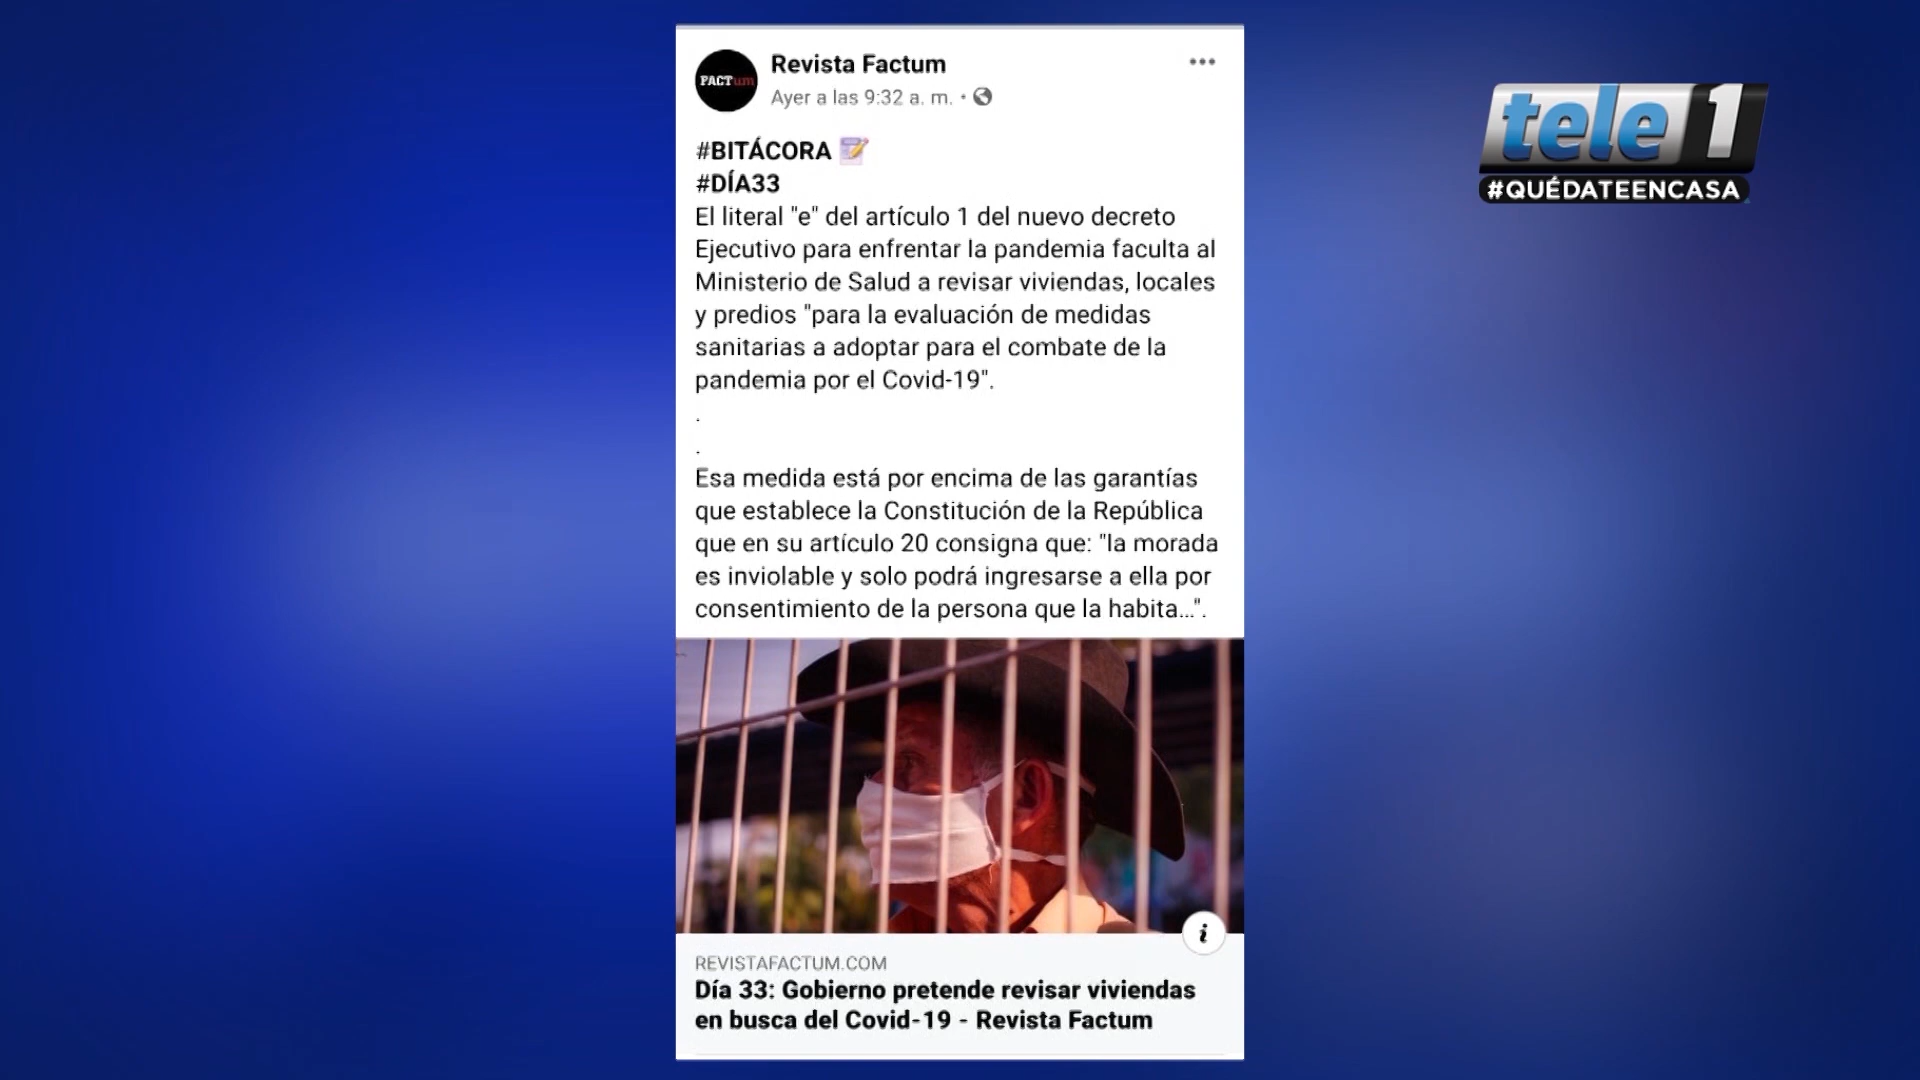 FACTum
Revista Factum
Ayer a las 9:32 a. m. •
#BITÁCORA
#DÍA33
El literal "e" del artículo 1 del nuevo decreto
Ejecutivo para enfrentar la pandemia faculta al
Ministerio de Salud a revisar viviendas, locales
y predios "para la evaluación de medidas
sanitarias a adoptar para el combate de la
pandemia por el Covid-19".
.
.
Esa medida está por encima de las garantías
que establece la Constitución de la República
que en su artículo 20 consigna que: "la morada
es inviolable y solo podrá ingresarse a ella por
consentimiento de la persona que la habita...".
i
REVISTAFACTUM.COM
Día 33: Gobierno pretende revisar viviendas
en busca del Covid-19 - Revista Factum
tele 1
#QUÉDATEENCASA